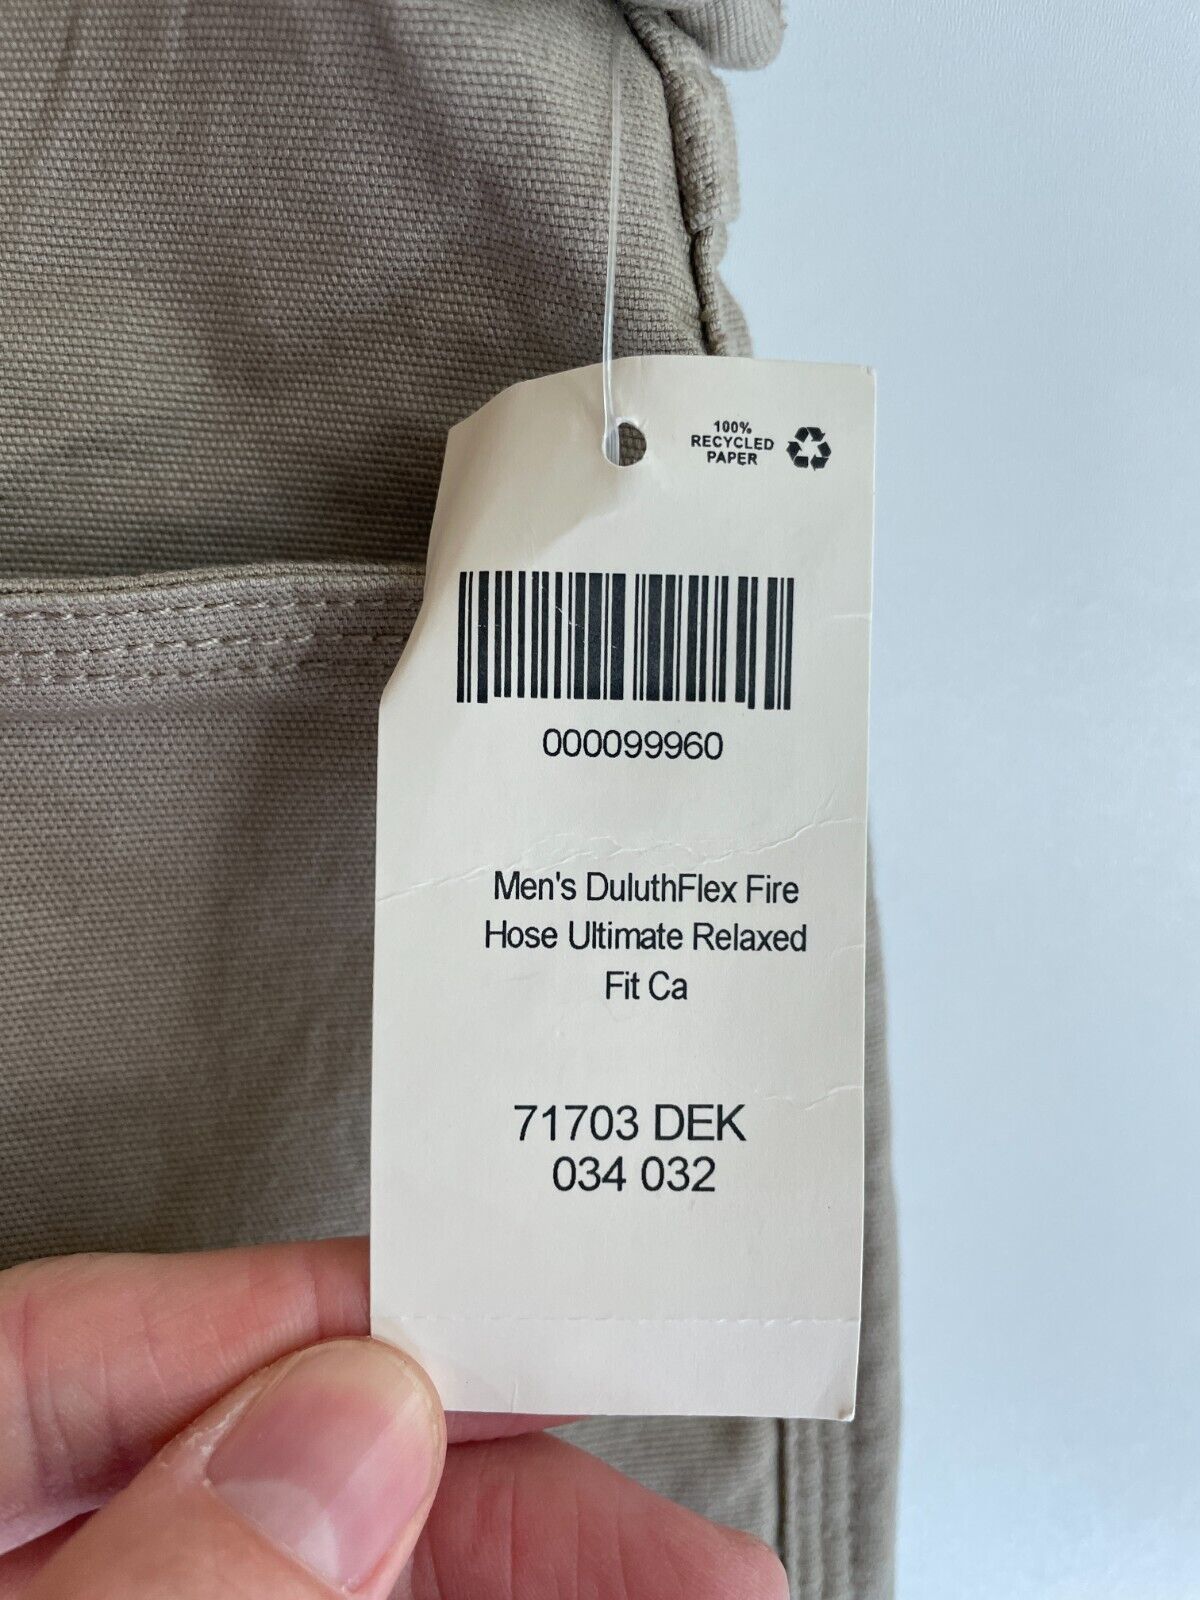 100%
RECYCLED
PAPER
000099960
Men's DuluthFlex Fire
Hose Ultimate Relaxed
Fit Ca
71703 DEK
034 032